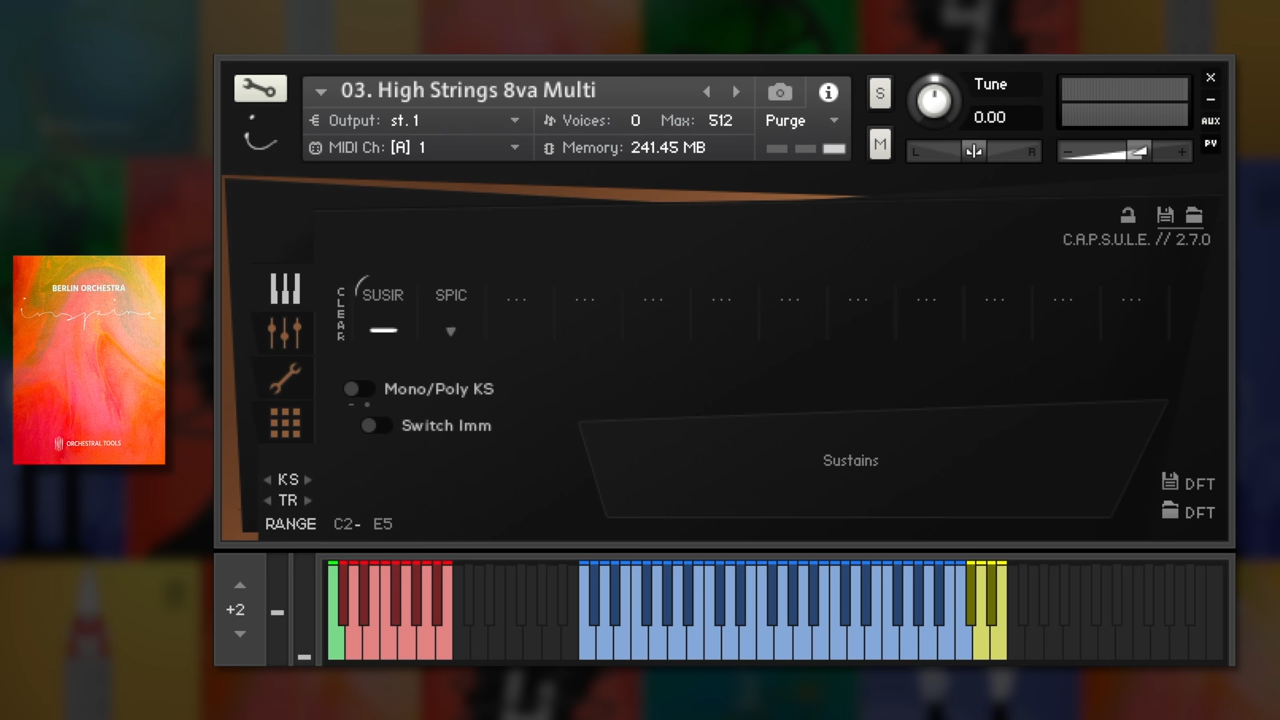 BERLIN ORCHESTRA
inspire
ORCHESTRAL TOOLS
03. High Strings 8va Multi
Output: st.1
Voices: 0 Max: 512
Purge
MIDI Ch: [A] 1
Memory: 241.45 MB
S
M
Tune
0.00
L R
- +
AUX
PV
C.A.P.S.U.L.E. // 2.7.0
CLEAR
SUSIR
SPIC
... ... ... ... ... ... ... ... ... ...
Mono/Poly KS
Switch Imm
Sustains
KS
TR
RANGE C2- E5
DFT
DFT
+2